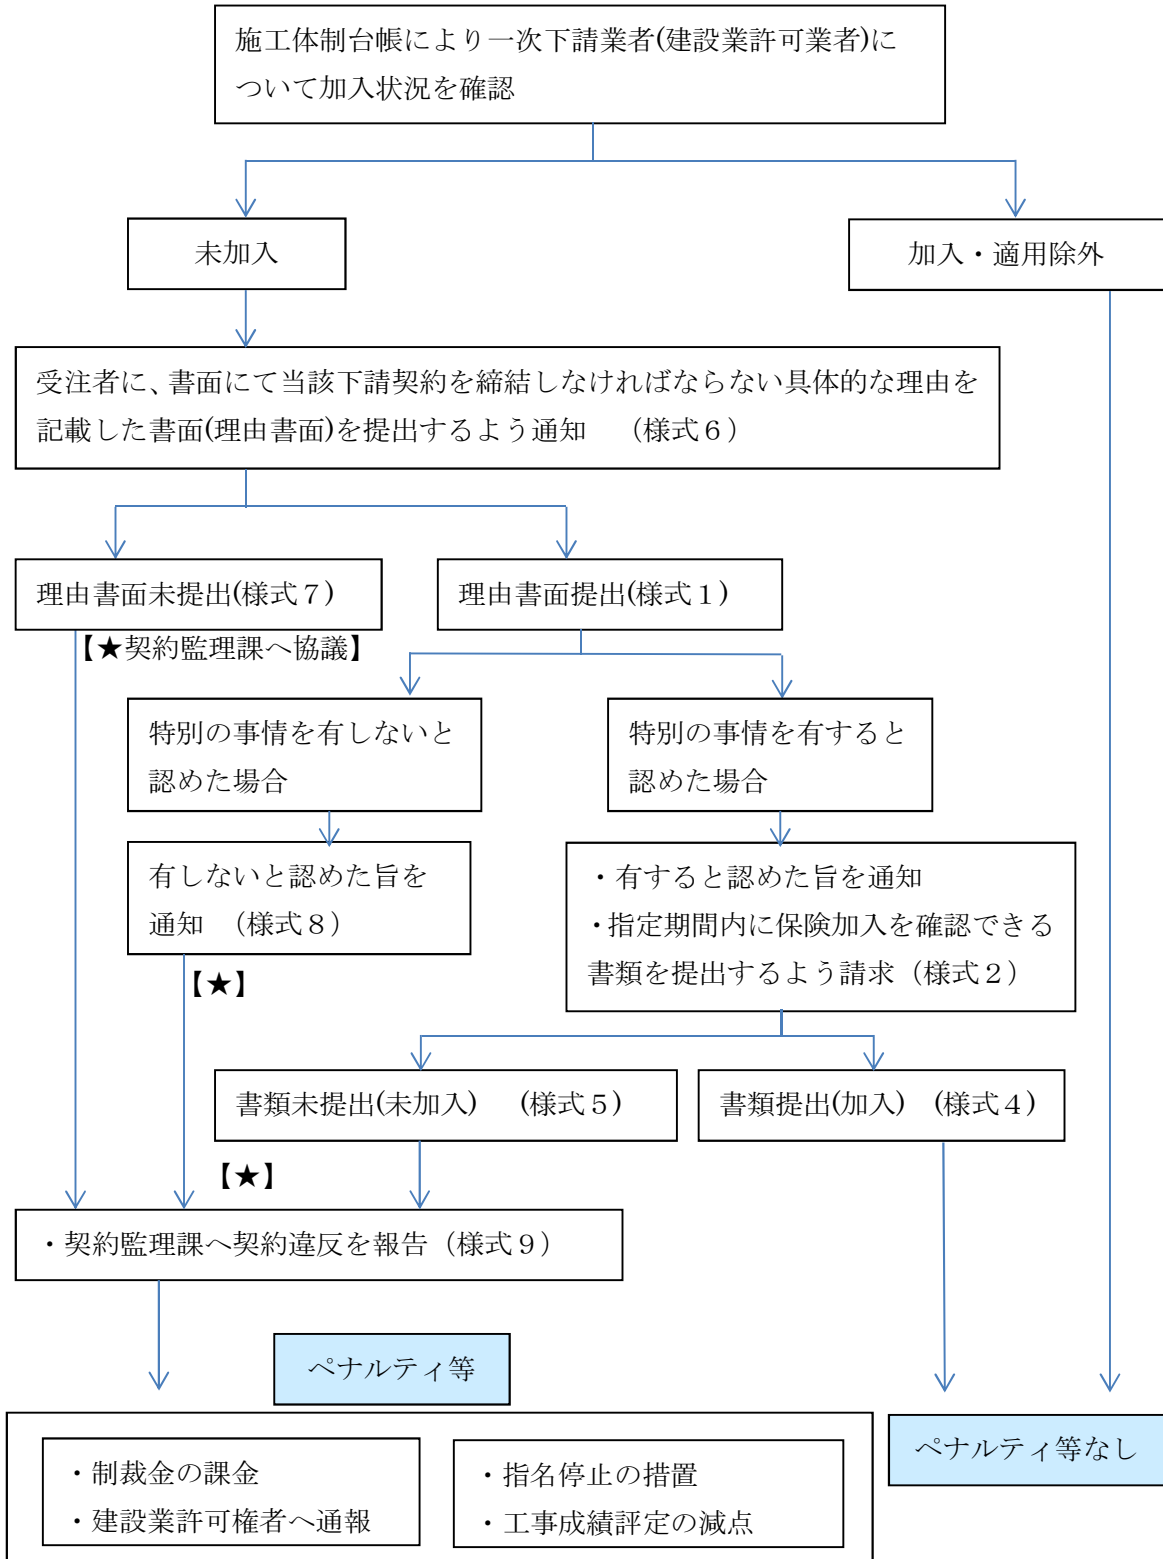 施工体制台帳により一次下請業者(建設業許可業者)に
ついて加入状況を確認
未加入
加入・適用除外
受注者に、書面にて当該下請契約を締結しなければならない具体的な理由を
記載した書面(理由書面)を提出するよう通知　（様式６）
理由書面未提出(様式７)
理由書面提出(様式１)
【★契約監理課へ協議】
特別の事情を有しないと
認めた場合
特別の事情を有すると
認めた場合
有しないと認めた旨を
通知　（様式８）
・有すると認めた旨を通知
・指定期間内に保険加入を確認できる
書類を提出するよう請求（様式２）
【★】
書類未提出(未加入)　(様式５)
書類提出(加入)　(様式４)
【★】
・契約監理課へ契約違反を報告（様式９）
ペナルティ等
ペナルティ等なし
・制裁金の課金
・建設業許可権者へ通報
・指名停止の措置
・工事成績評定の減点